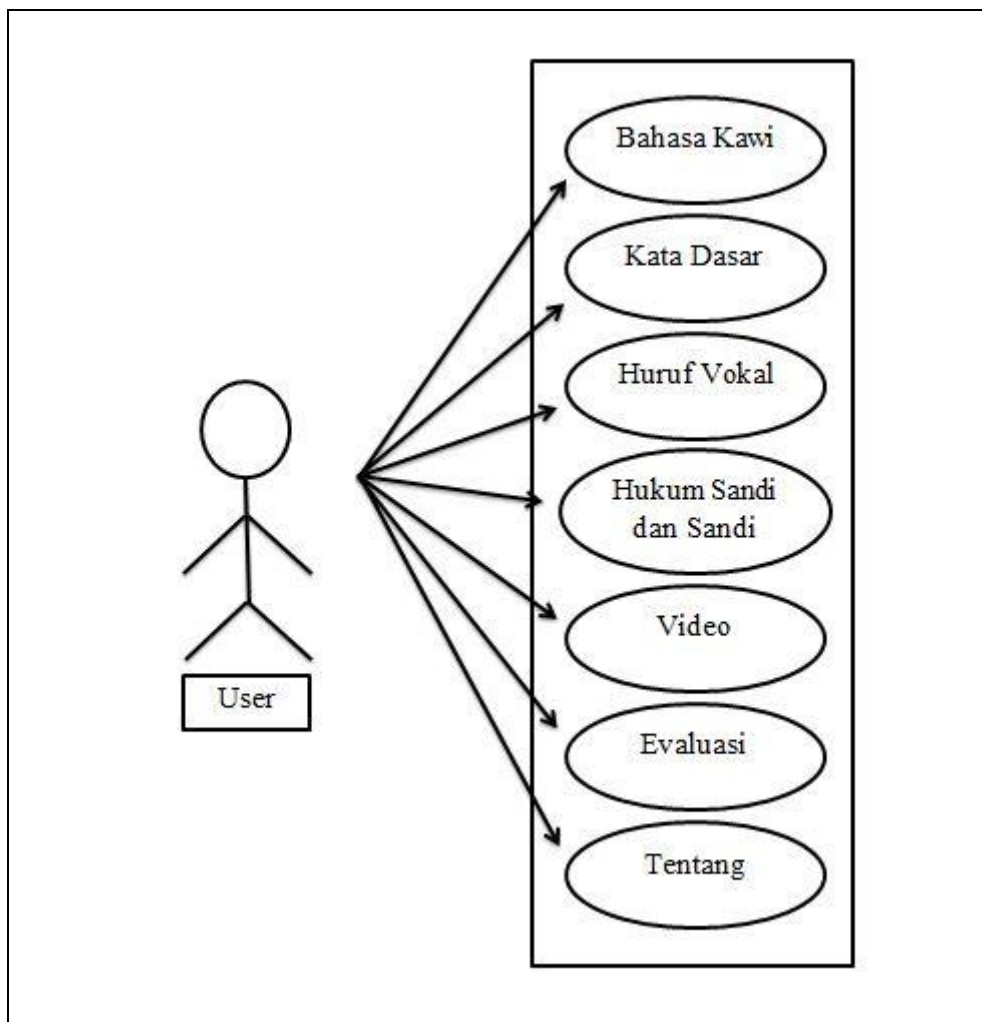 Bahasa Kawi
Kata Dasar
Huruf Vokal
Hukum Sandi
dan Sandi
Video
User
Evaluasi
Tentang